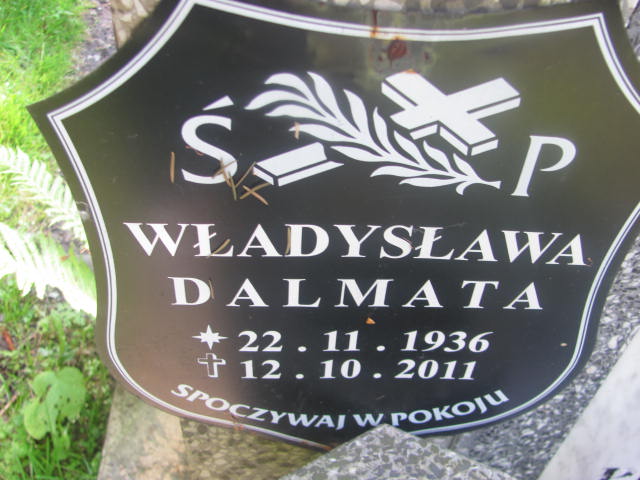 Ś P
WŁADYSŁAWA
DALMATA
22.11.1936
12.10.2011
SPOCZYWAJ W POKOJU